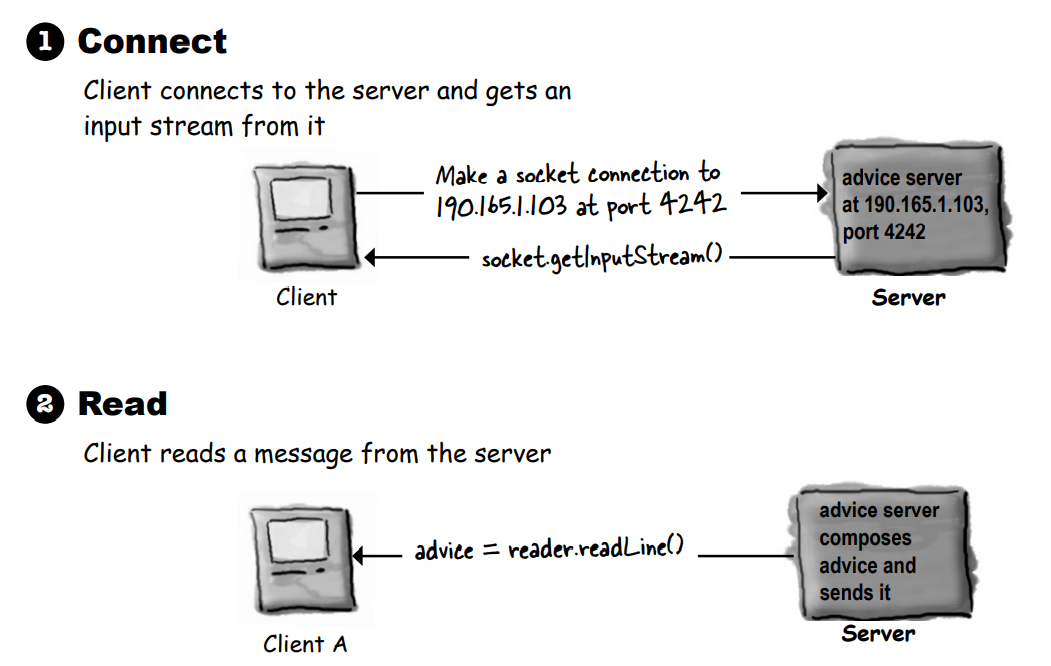 1 Connect
Client connects to the server and gets an
input stream from it
Make a socket connection to
190.165.1.103 at port 4242
advice server
at 190.165.1.103,
port 4242
socket.getInputStream()
Client
Server
2 Read
Client reads a message from the server
advice = reader.readLine()
advice server
composes
advice and
sends it
Client A
Server